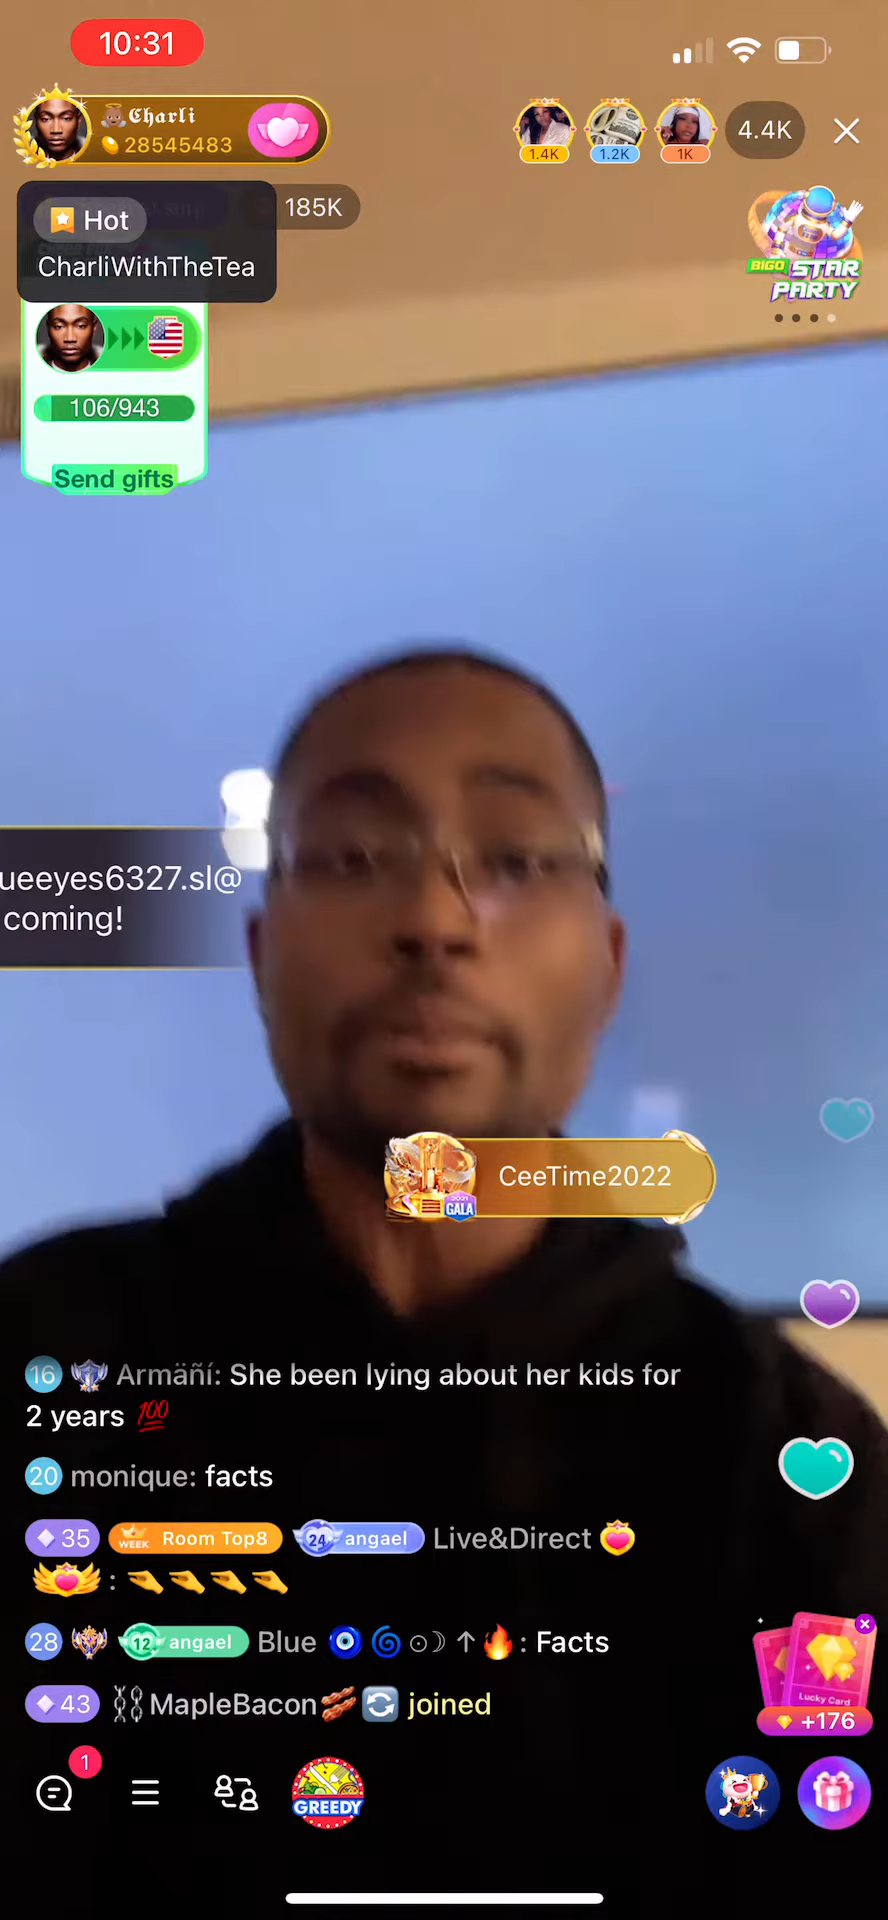 10:31
𝕮𝖍𝖆𝖗𝖑𝖎
28545483
1.4K
1.2K
1K
4.4K
Hot
185K
CharliWithTheTea
BIGO STAR
PARTY
106/943
Send gifts
ueeyes6327.sl@
coming!
2021
GALA
CeeTime2022
16 Armäñí: She been lying about her kids for
2 years 💯
20 monique: facts
35 WEEK Room Top8 24 angael Live&Direct
: 🤜🤜🤜🤜
28 12 angael Blue 🧿 🌀 ⊙☽ ↑🔥 : Facts
43 ⛓⛓MapleBacon🥓🔄 joined
Lucky Card
+176
1
GREEDY